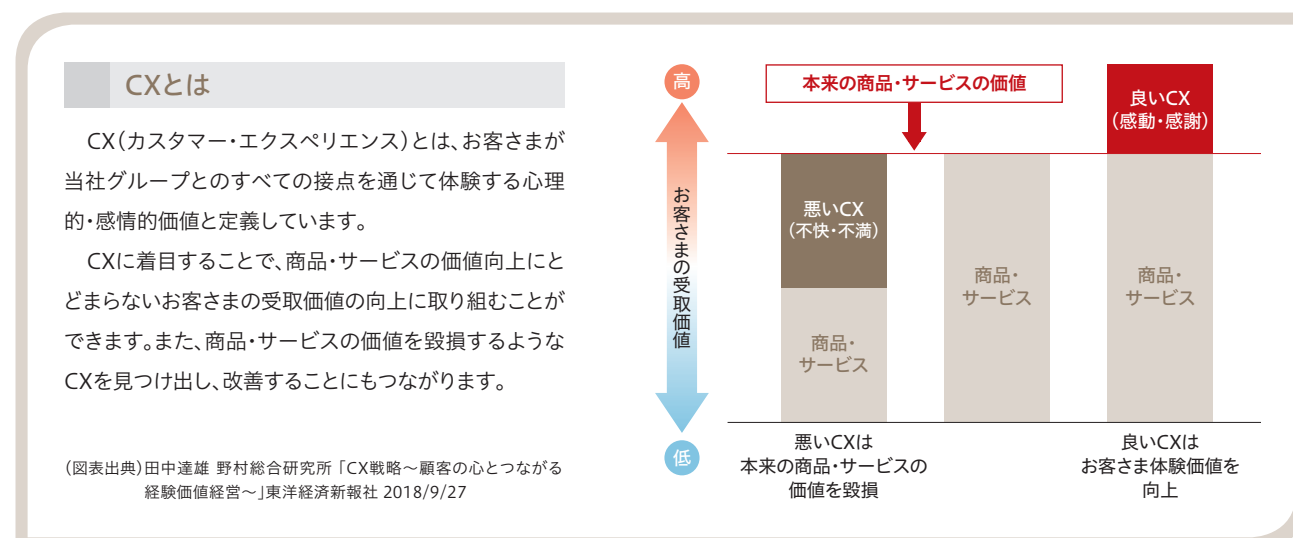 CXとは
CX(カスタマー・エクスペリエンス)とは、お客さまが
当社グループとのすべての接点を通じて体験する心理
的・感情的価値と定義しています。
CXに着目することで、商品・サービスの価値向上にと
どまらないお客さまの受取価値の向上に取り組むことが
できます。また、商品・サービスの価値を毀損するような
CXを見つけ出し、改善することにもつながります。
(図表出典)田中達雄 野村総合研究所 「CX戦略〜顧客の心とつながる
経験価値経営〜」東洋経済新報社 2018/9/27
高
お客さまの受取価値
低
本来の商品・サービスの価値
悪いCX
(不快・不満)
商品・
サービス
商品・
サービス
良いCX
(感動・感謝)
商品・
サービス
悪いCXは
本来の商品・サービスの
価値を毀損
良いCXは
お客さま体験価値を
向上